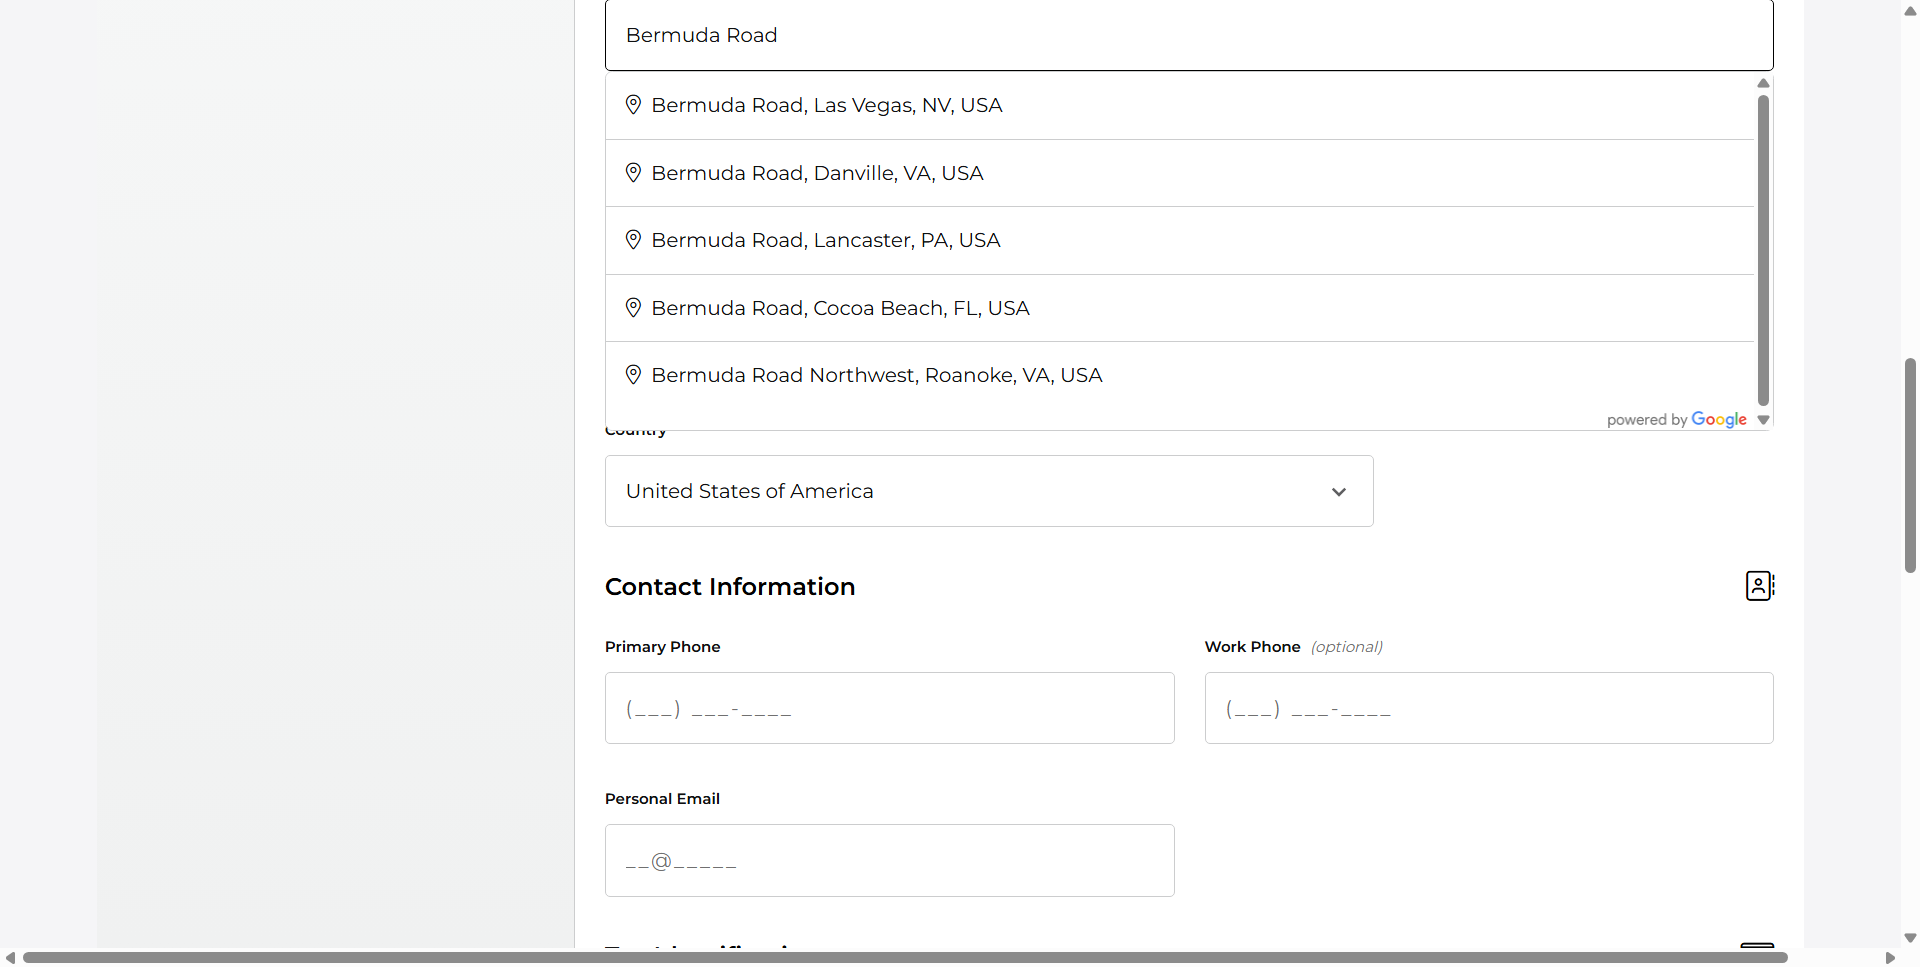 Bermuda Road
Bermuda Road, Las Vegas, NV, USA
Bermuda Road, Danville, VA, USA
Bermuda Road, Lancaster, PA, USA
Bermuda Road, Cocoa Beach, FL, USA
Bermuda Road Northwest, Roanoke, VA, USA
powered by Google
Country
United States of America
Contact Information
Primary Phone
Work Phone (optional)
(___) ___-____
(___) ___-____
Personal Email
__@_____